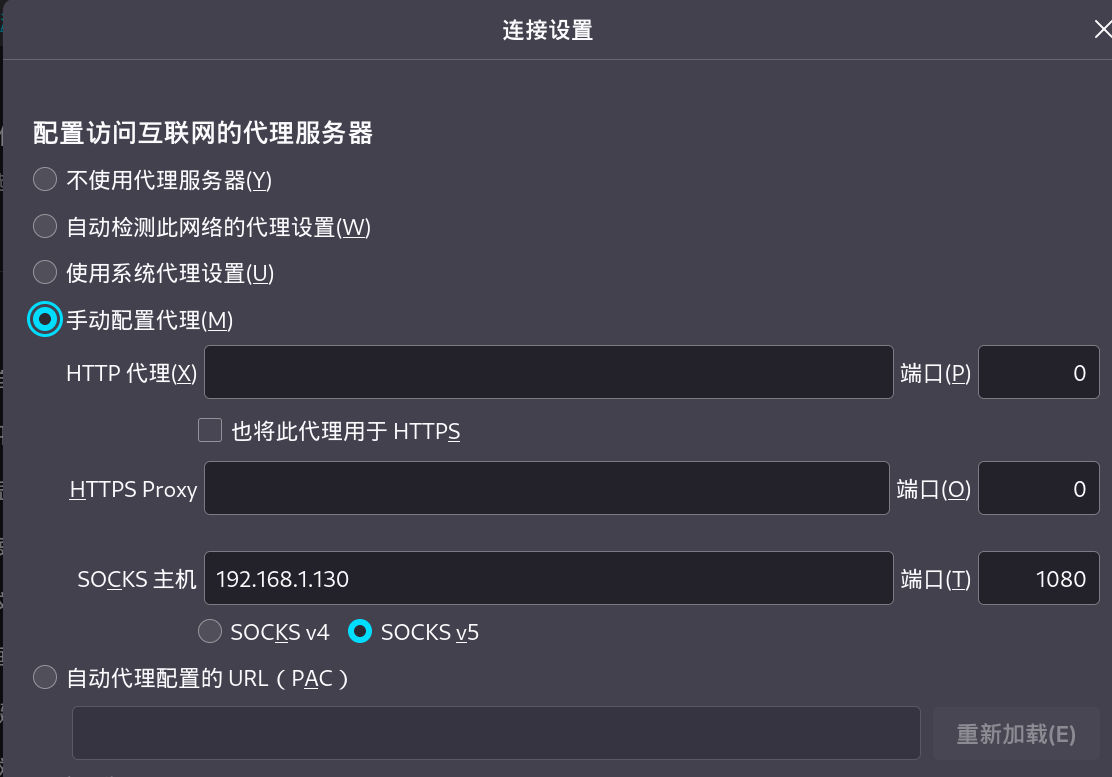 连接设置
配置访问互联网的代理服务器
不使用代理服务器(Y)
自动检测此网络的代理设置(W)
使用系统代理设置(U)
手动配置代理(M)
HTTP 代理(X) 端口(P) 0
也将此代理用于 HTTPS
HTTPS Proxy 端口(O) 0
SOCKS 主机 192.168.1.130 端口(T) 1080
SOCKS v4 SOCKS v5
自动代理配置的 URL（PAC）
重新加载(E)